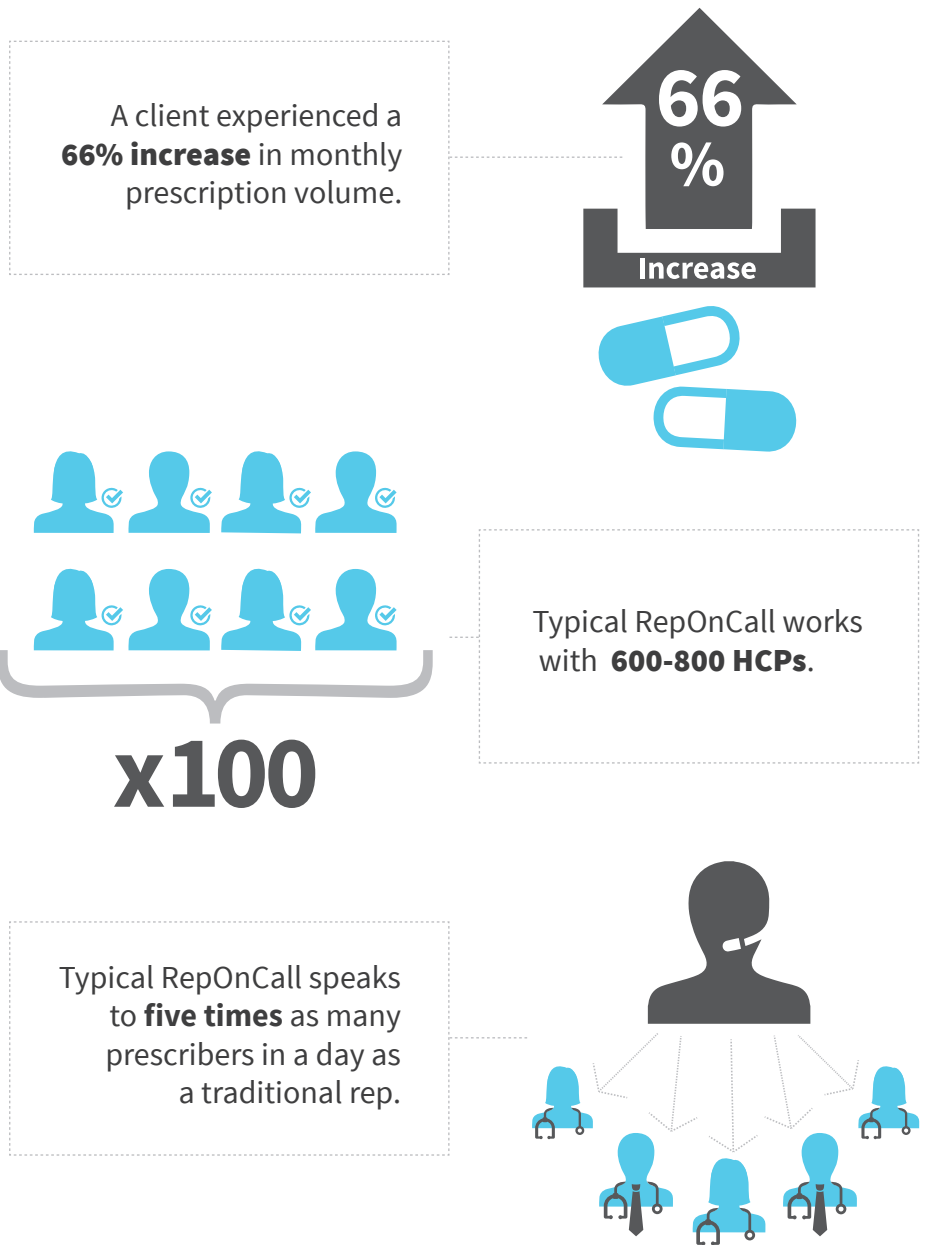 A client experienced a
66% increase in monthly
prescription volume.
66
%
Increase
x100
Typical RepOnCall works
with 600-800 HCPs.
Typical RepOnCall speaks
to five times as many
prescribers in a day as
a traditional rep.